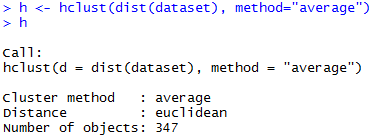 > h <- hclust(dist(dataset), method="average")
> h
Call:
hclust(d = dist(dataset), method = "average")
Cluster method   : average
Distance         : euclidean
Number of objects: 347